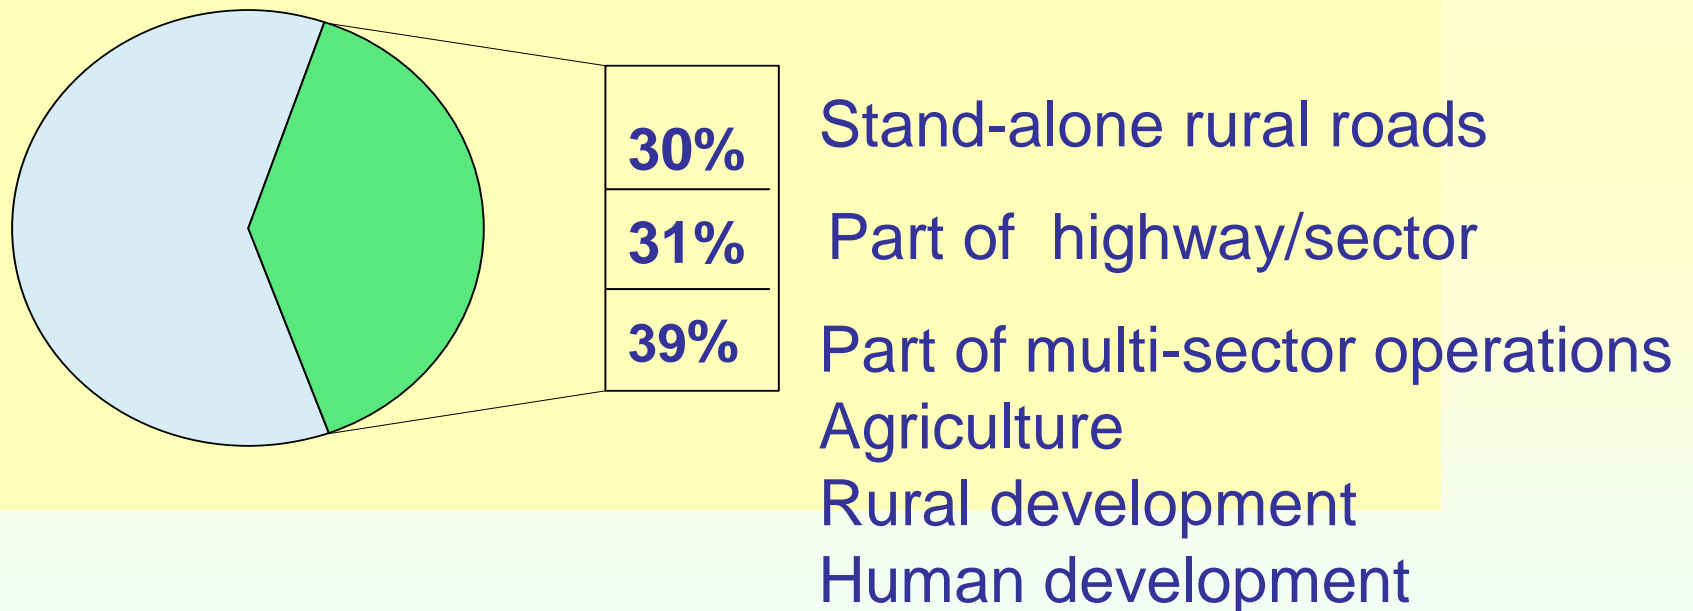 30% Stand-alone rural roads
31% Part of highway/sector
39% Part of multi-sector operations
Agriculture
Rural development
Human development